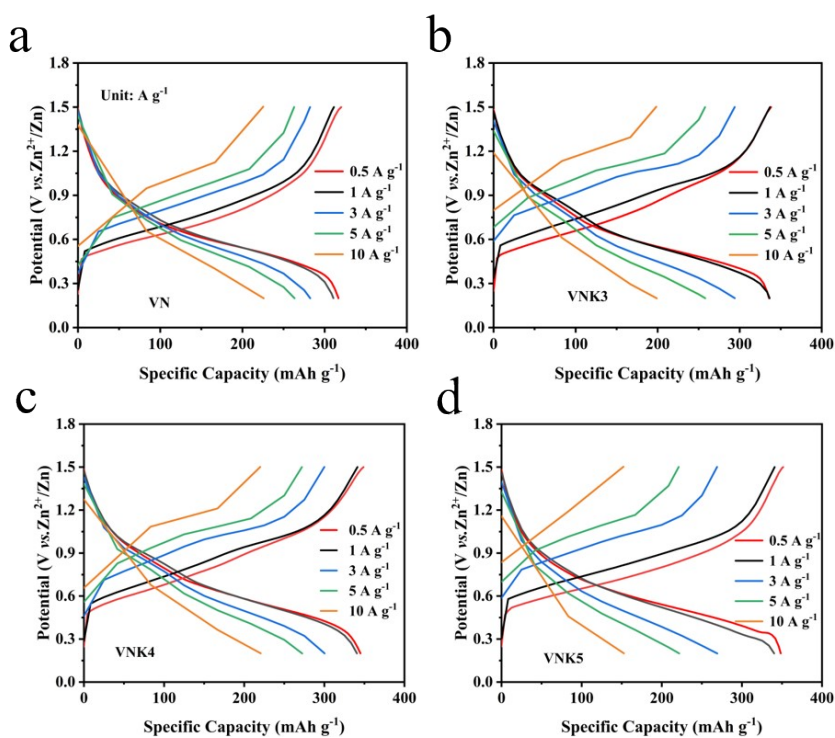 a
1.8
1.5
1.2
0.9
0.6
0.3
0.0
Potential (V vs.Zn²⁺/Zn)
Unit: A g⁻¹
0.5 A g⁻¹
1 A g⁻¹
3 A g⁻¹
5 A g⁻¹
10 A g⁻¹
VN
0 100 200 300 400
Specific Capacity (mAh g⁻¹)
b
1.8
1.5
1.2
0.9
0.6
0.3
0.0
Potential (V vs.Zn²⁺/Zn)
0.5 A g⁻¹
1 A g⁻¹
3 A g⁻¹
5 A g⁻¹
10 A g⁻¹
VNK3
0 100 200 300 400
Specific Capacity (mAh g⁻¹)
c
1.8
1.5
1.2
0.9
0.6
0.3
0.0
Potential (V vs.Zn²⁺/Zn)
0.5 A g⁻¹
1 A g⁻¹
3 A g⁻¹
5 A g⁻¹
10 A g⁻¹
VNK4
0 100 200 300 400
Specific Capacity (mAh g⁻¹)
d
1.8
1.5
1.2
0.9
0.6
0.3
0.0
Potential (V vs.Zn²⁺/Zn)
0.5 A g⁻¹
1 A g⁻¹
3 A g⁻¹
5 A g⁻¹
10 A g⁻¹
VNK5
0 100 200 300 400
Specific Capacity (mAh g⁻¹)